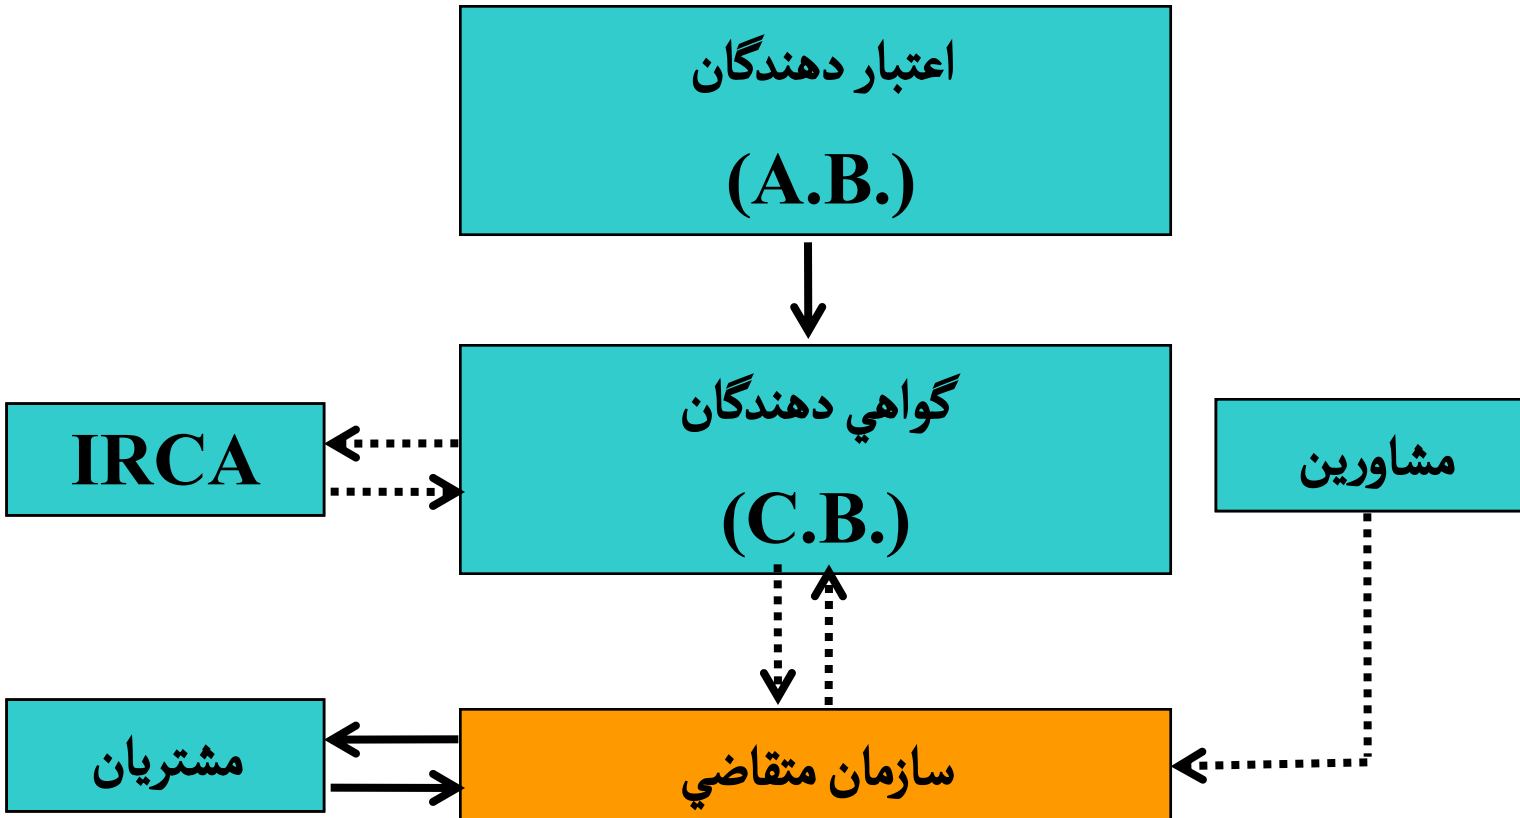 اعتبار دهندگان
(A.B.)
گواهي دهندگان
(C.B.)
IRCA
مشاورين
مشتريان
سازمان متقاضي